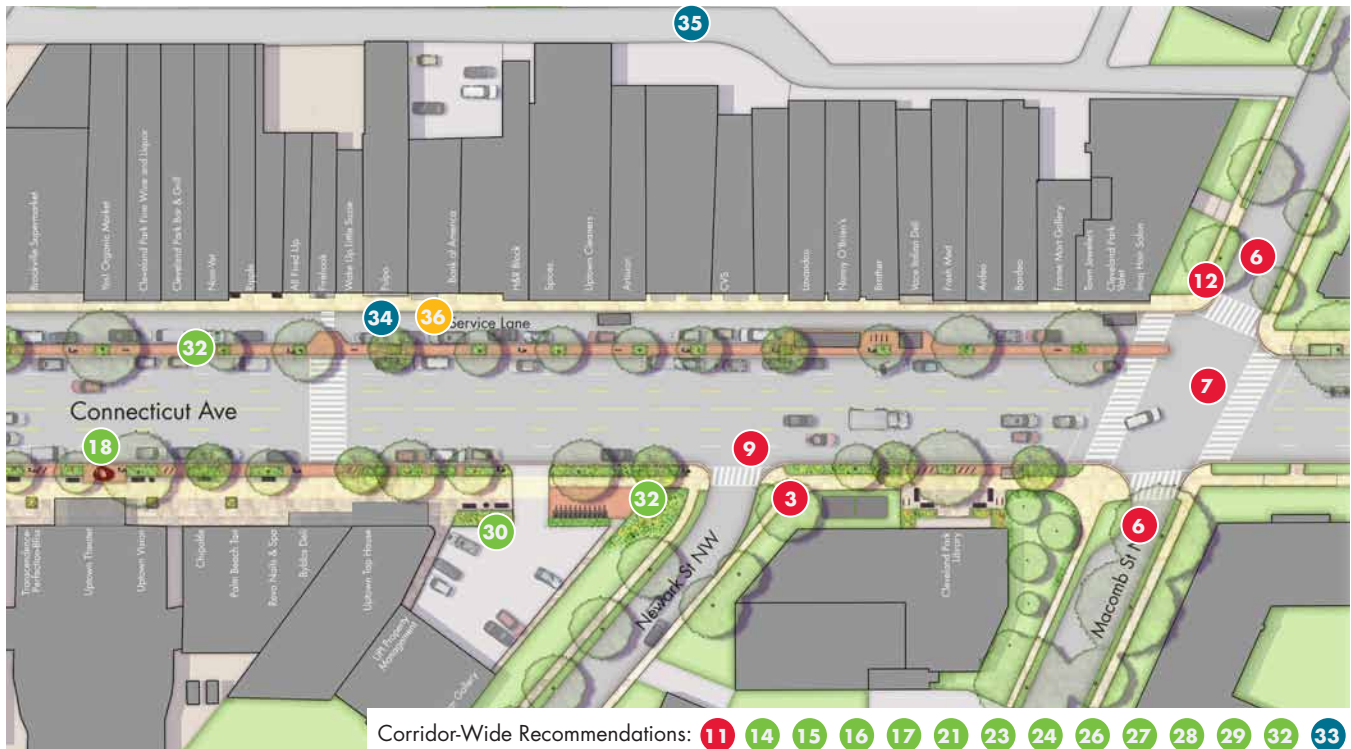 35
Brookville Supermarket
Yes! Organic Market
Cleveland Park Fine Wine and Liquor
Cleveland Park Bar & Grill
Nam-Viet
Ripple
All Fired Up
Firehook
Wake Up Little Suzie
Pulpo
Bank of America
H&R Block
Spices
Uptown Cleaners
Artisan
CVS
Lavandco
Nanny O'Brien's
Brother
Vace Italian Deli
Fresh Med
Ardeo
Bardeo
Frame Mart Gallery
Town Jewelers
Cleveland Park
Valet
Imaj Hair Salon
6
12
34
36
Service Lane
32
7
Connecticut Ave
18
9
32
3
30
6
Transcendence-
Perfection-Bliss
Uptown Theater
Uptown Vision
Chipotle
Palm Beach Tan
Reva Nails & Spa
Byblos Deli
Uptown Tap House
Lift Property
Management
Gallery
Newark St NW
Cleveland Park
Library
Macomb St
Corridor-Wide Recommendations: 11 14 15 16 17 21 23 24 26 27 28 29 32 33